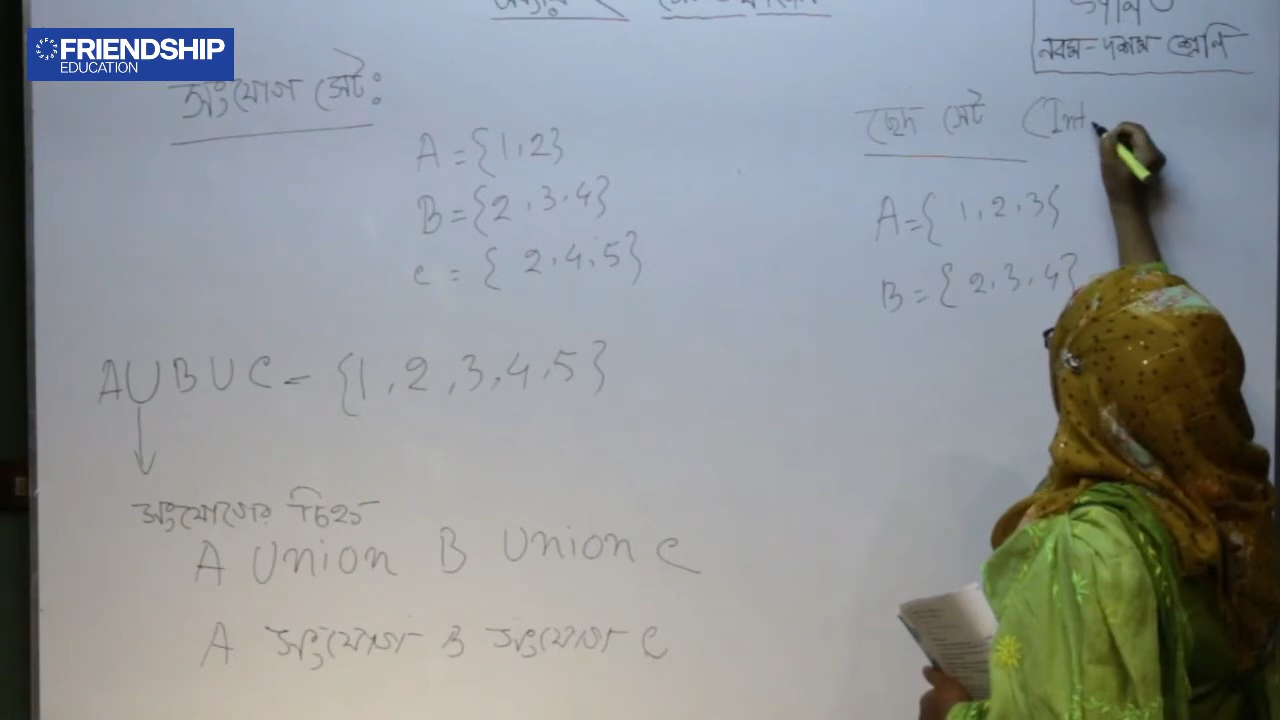 FRIENDSHIP
EDUCATION
নবম-দশম শ্রেণি
সংযোগ সেট:
A = {1,2}
B = {2,3,4}
C = {2,4,5}
A∪B∪C = {1,2,3,4,5}
সংযোগের চিহ্ন
A Union B Union C
A সংযোগ B সংযোগ C
ছেদ সেট (Int
A = {1,2,3}
B = {2,3,4}